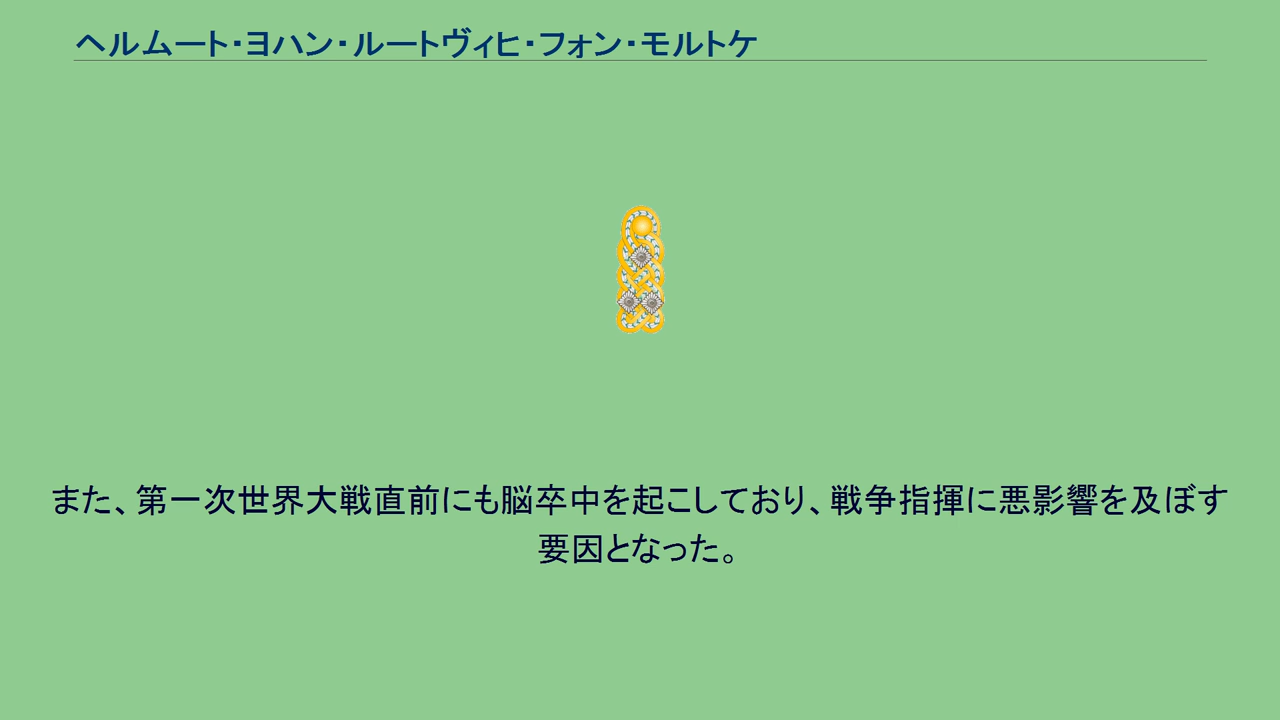 ヘルムート・ヨハン・ルートヴィヒ・フォン・モルトケ
また、第一次世界大戦直前にも脳卒中を起こしており、戦争指揮に悪影響を及ぼす
要因となった。